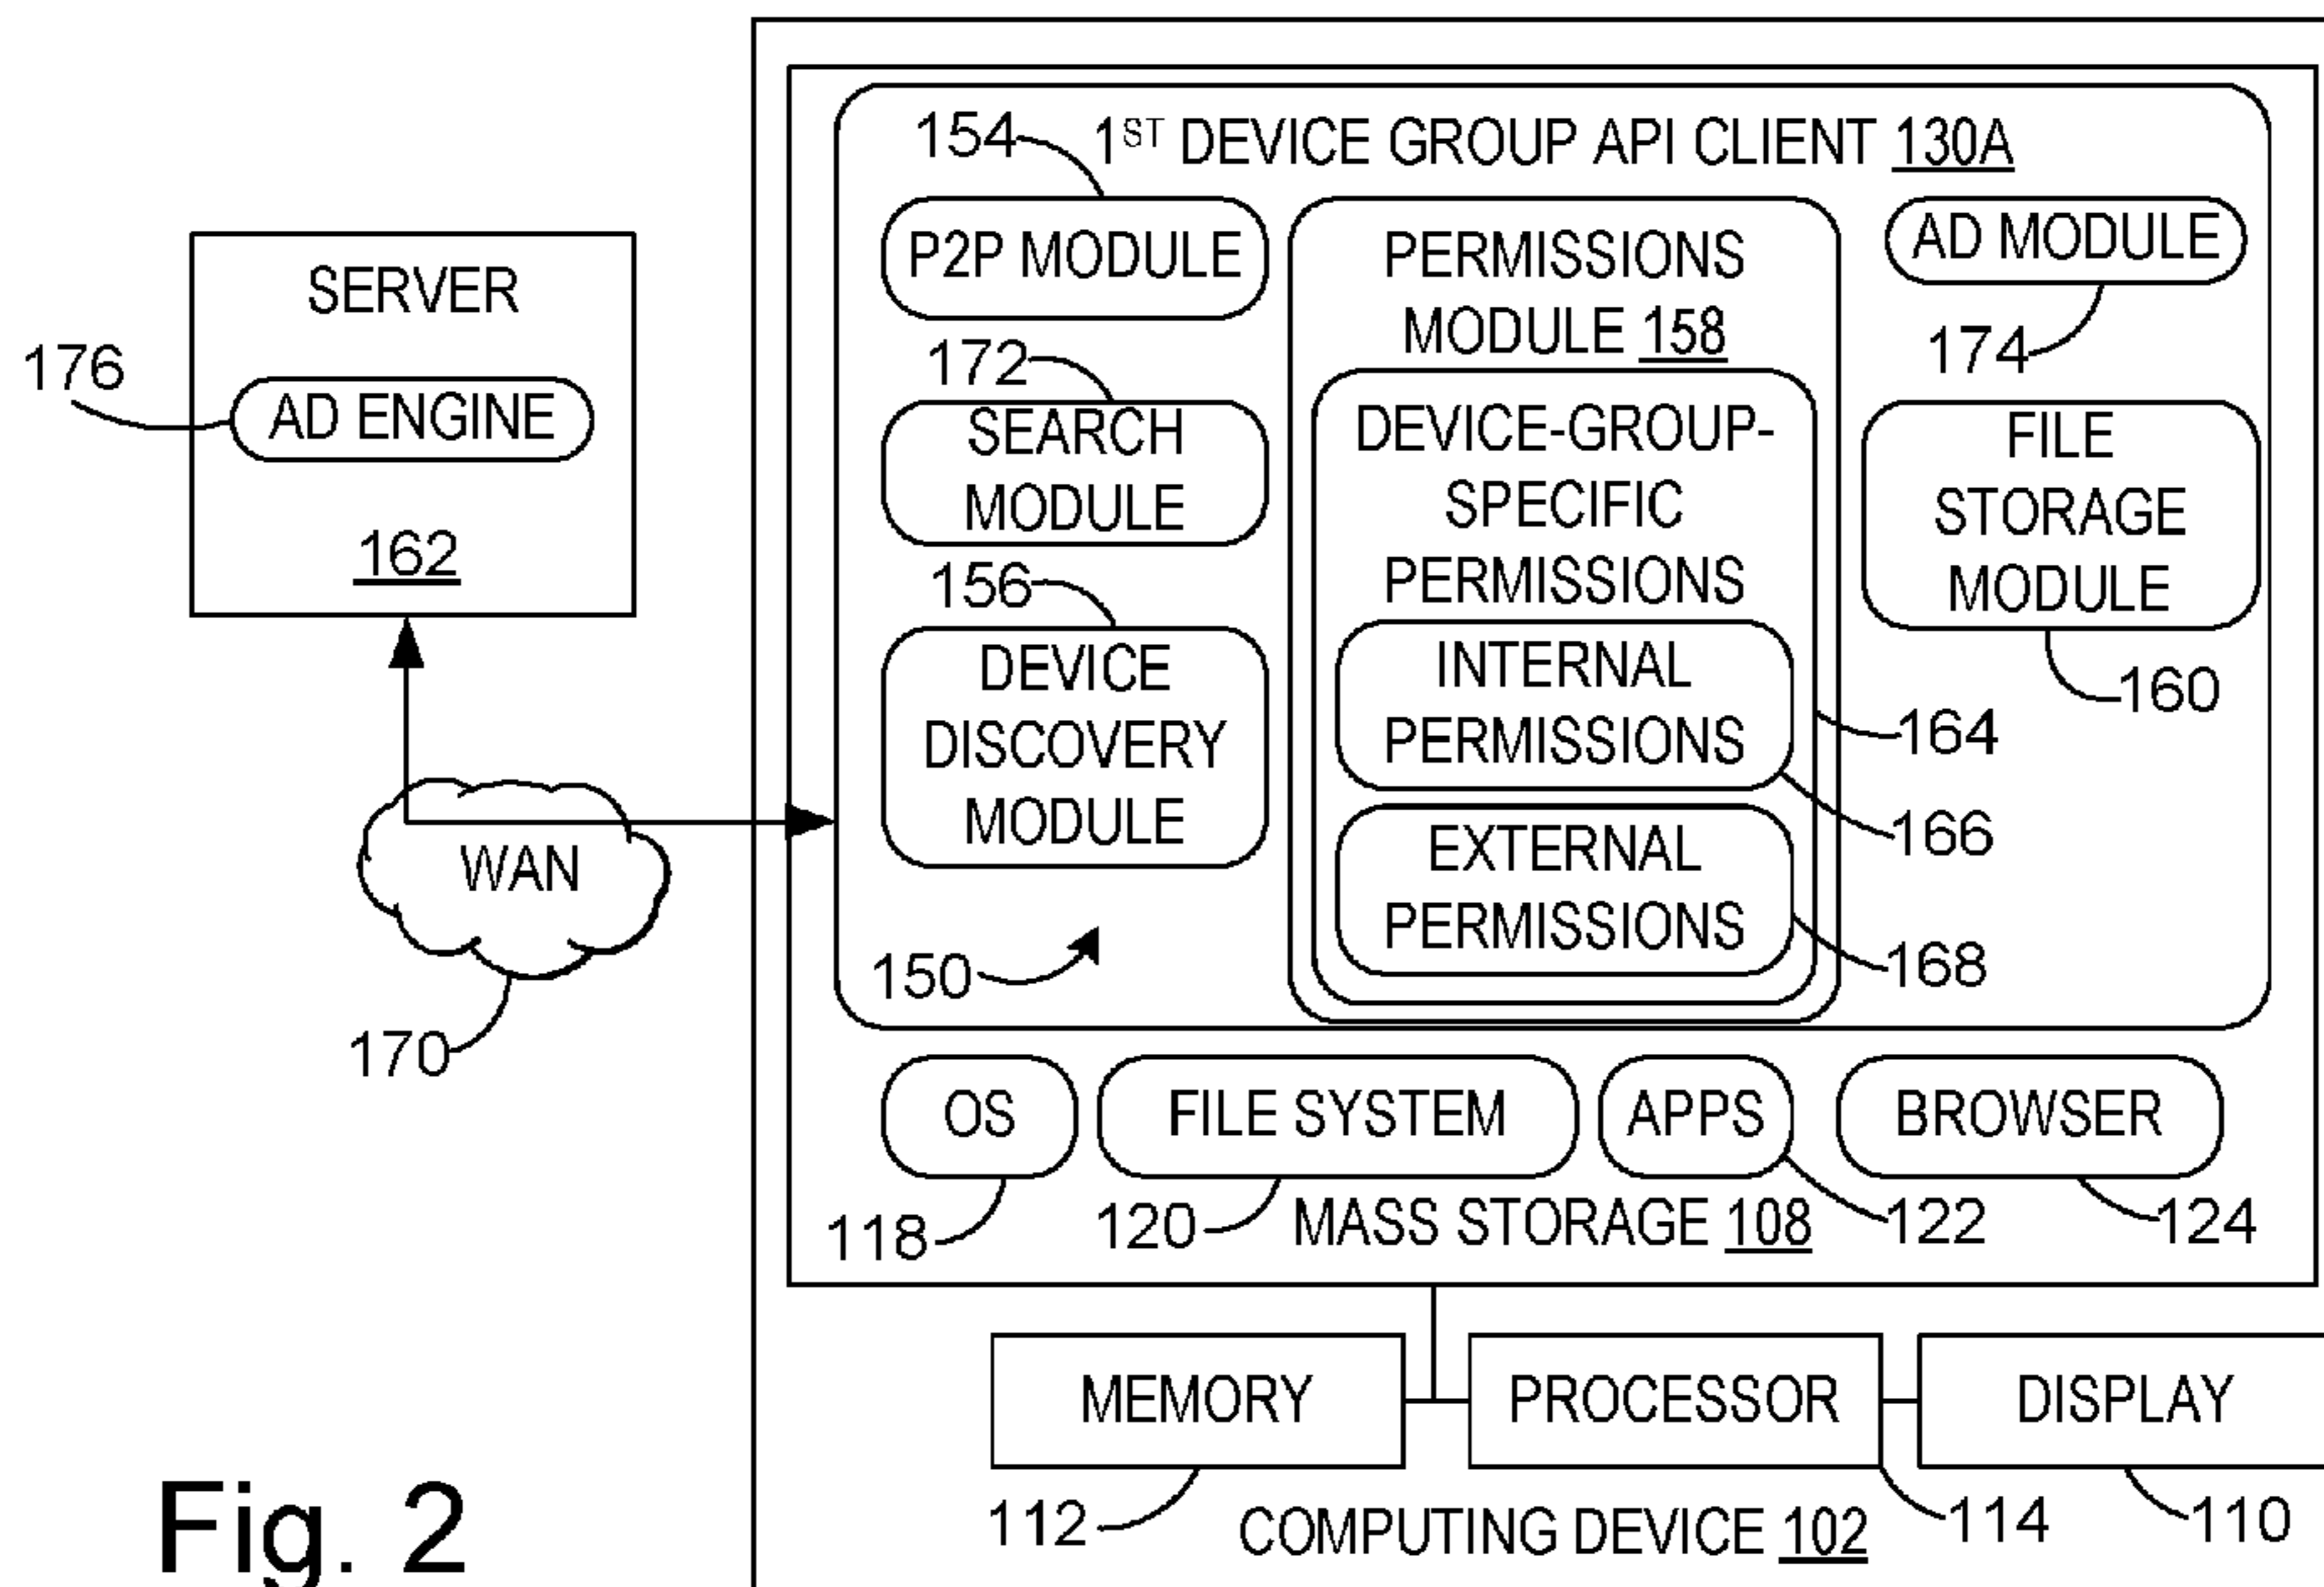 154
1ST DEVICE GROUP API CLIENT 130A
P2P MODULE
PERMISSIONS
MODULE 158
AD MODULE
174
SERVER
176
AD ENGINE
162
172
SEARCH
MODULE
DEVICE-GROUP-
SPECIFIC
PERMISSIONS
FILE
STORAGE
MODULE
160
156
DEVICE
DISCOVERY
MODULE
INTERNAL
PERMISSIONS
164
166
EXTERNAL
PERMISSIONS
168
WAN
150
170
OS
FILE SYSTEM
APPS
BROWSER
118
120
MASS STORAGE 108
122
124
MEMORY
PROCESSOR
DISPLAY
112
COMPUTING DEVICE 102
114
110
Fig. 2